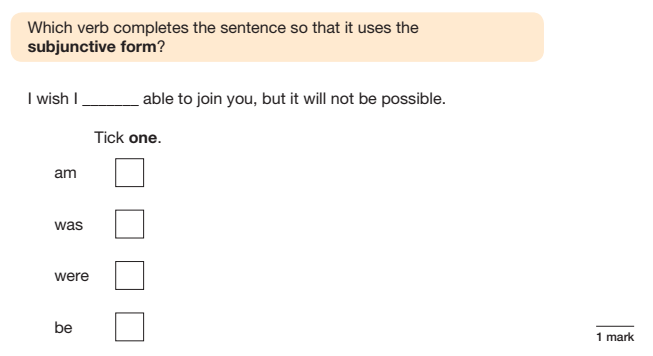 Which verb completes the sentence so that it uses the
subjunctive form?
I wish I _______ able to join you, but it will not be possible.
Tick one.
am
was
were
be
1 mark